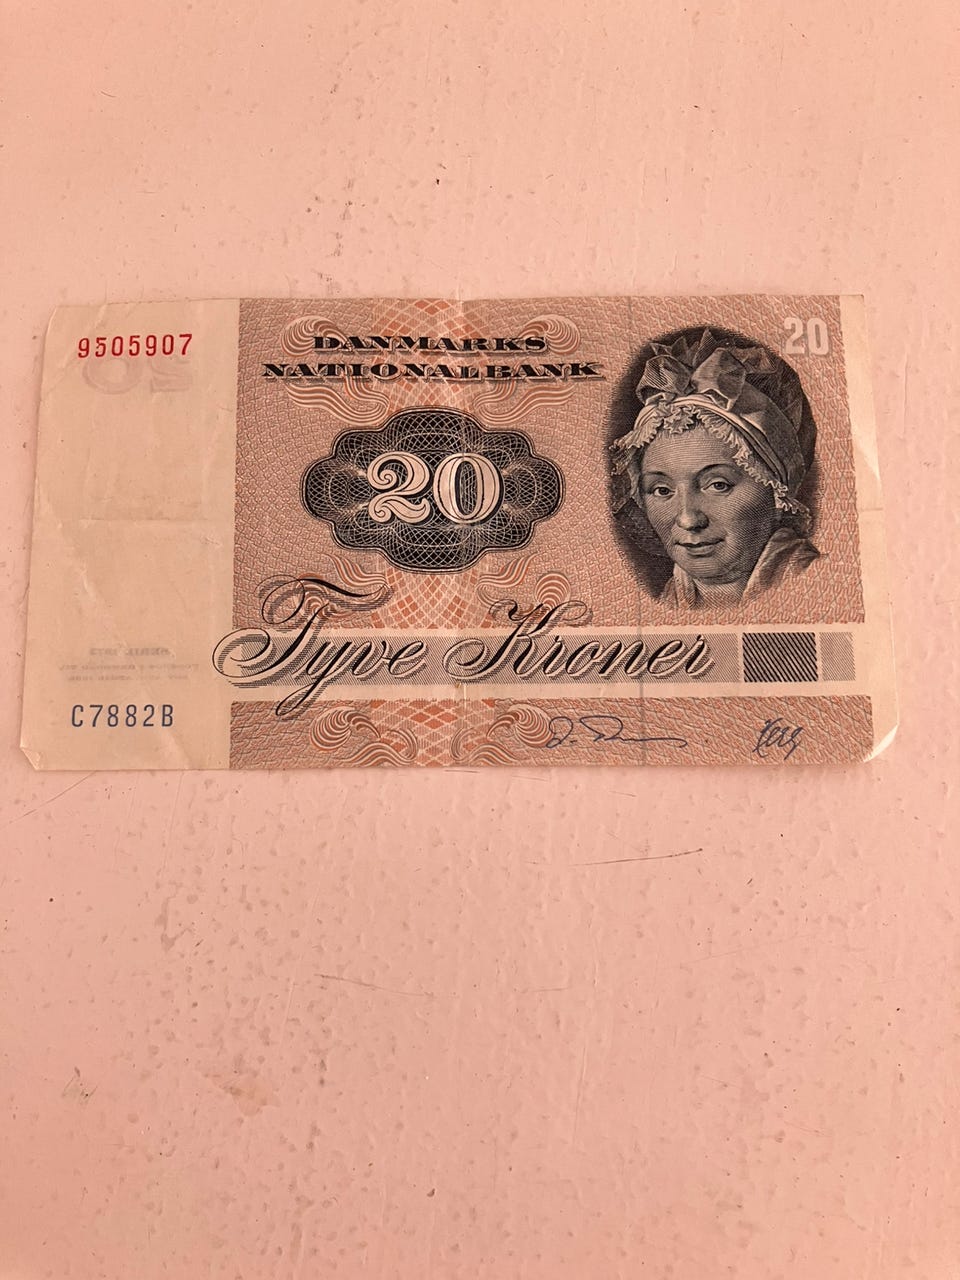 9505907
DANMARKS
NATIONALBANK
20
20
Tyve Kroner
C7882B